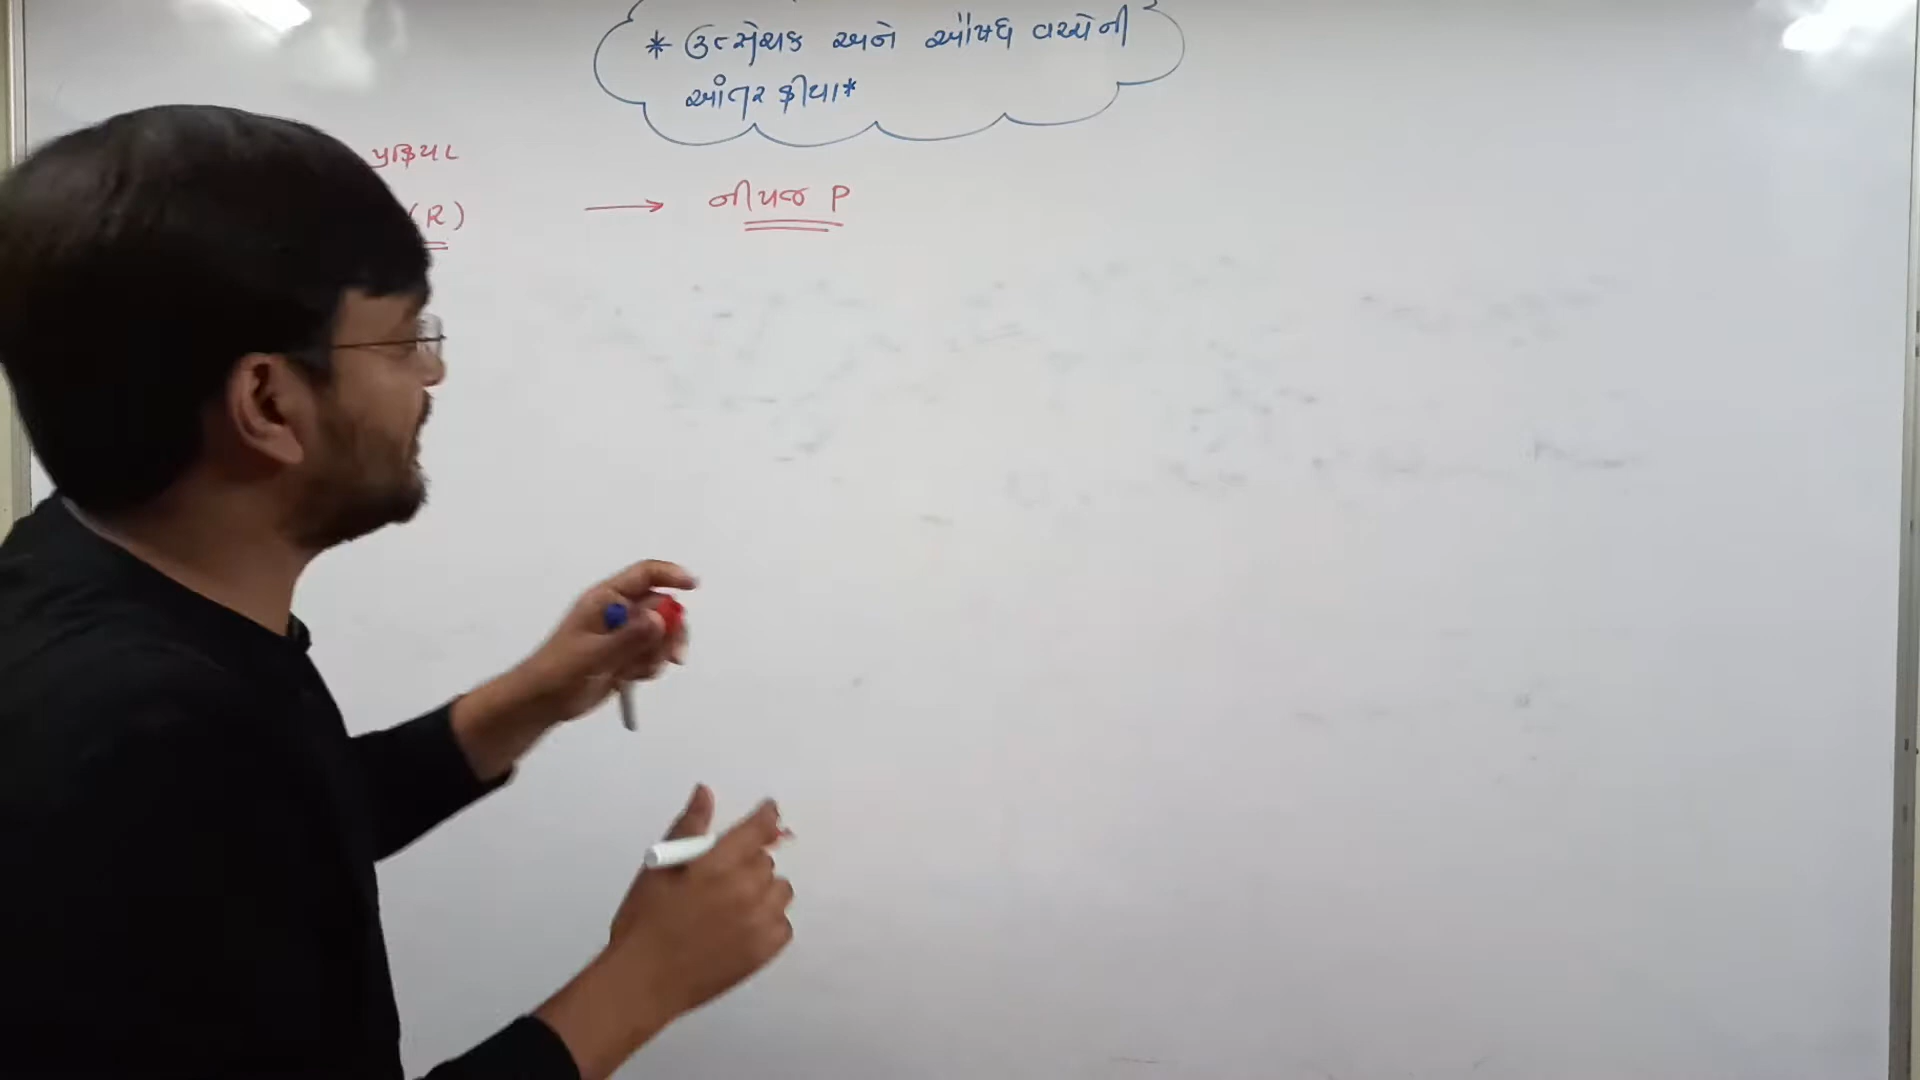 * ઉત્સેચક અને ઔષધ વચ્ચેની
આંતરક્રીયા*
પ્રક્રિયક
(R) → નીપજ P